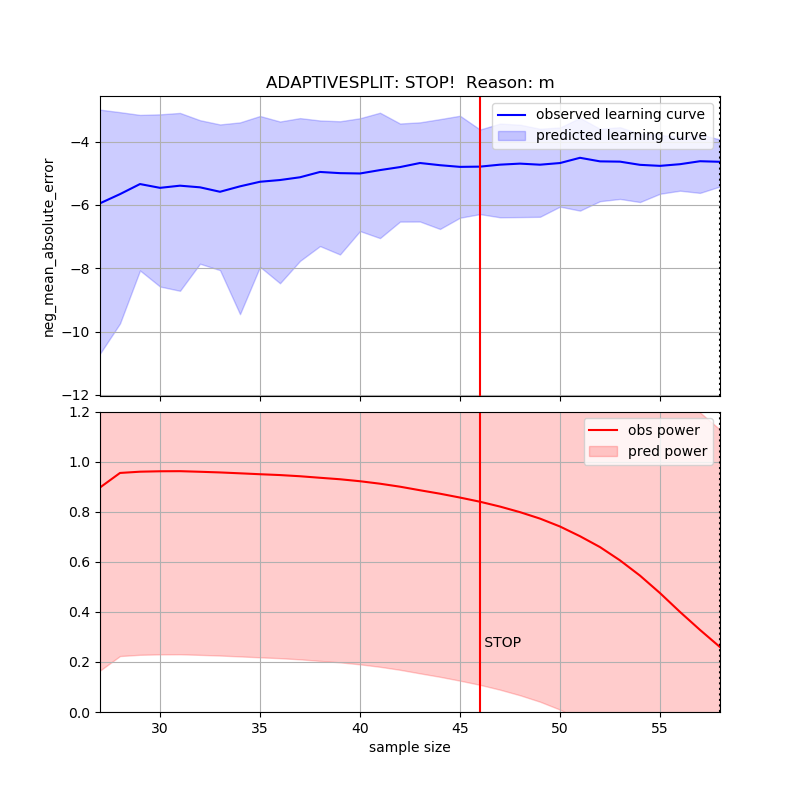 ADAPTIVESPLIT: STOP!  Reason: m
observed learning curve
predicted learning curve
neg_mean_absolute_error
−4
−6
−8
−10
−12
obs power
pred power
1.2
1.0
0.8
0.6
0.4
0.2
0.0
STOP
30 35 40 45 50 55
sample size